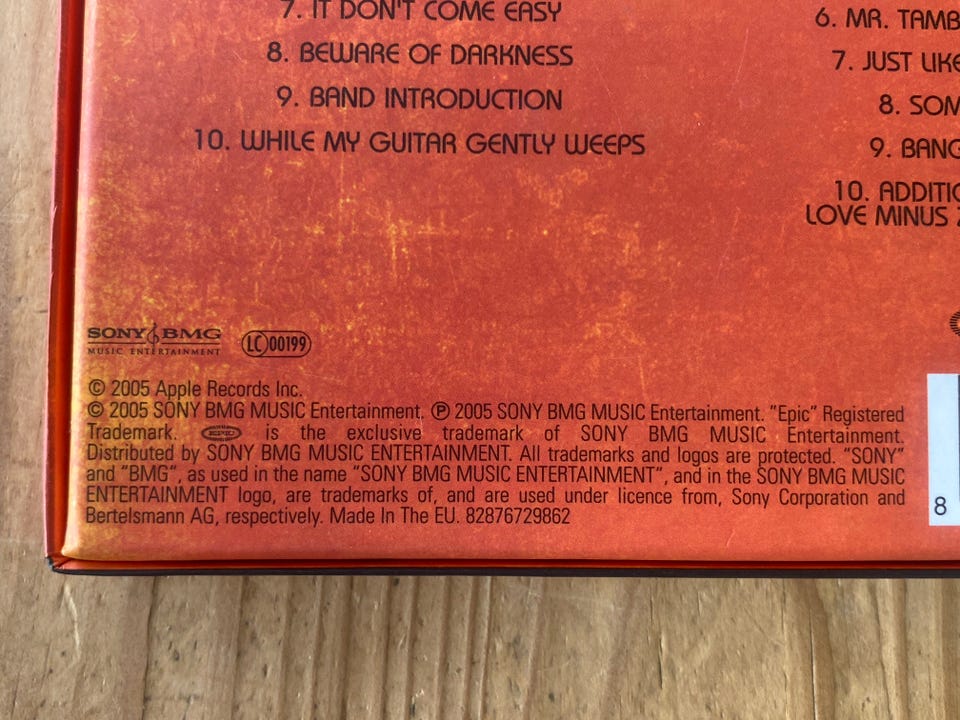 7. IT DON'T COME EASY
8. BEWARE OF DARKNESS
9. BAND INTRODUCTION
10. WHILE MY GUITAR GENTLY WEEPS
6. MR.
7. JUST
8.
9.
10.
LOVE MINUS
SONY BMG
MUSIC ENTERTAINMENT
LC 00199
© 2005 Apple Records Inc.
© 2005 SONY BMG MUSIC Entertainment. ℗ 2005 SONY BMG MUSIC Entertainment. "Epic" Registered
Trademark. EPIC is the exclusive trademark of SONY BMG MUSIC Entertainment.
Distributed by SONY BMG MUSIC ENTERTAINMENT. All trademarks and logos are protected. "SONY"
and "BMG", as used in the name "SONY BMG MUSIC ENTERTAINMENT", and in the SONY BMG MUSIC
ENTERTAINMENT logo, are trademarks of, and are used under licence from, Sony Corporation and
Bertelsmann AG, respectively. Made In The EU. 82876729862
8